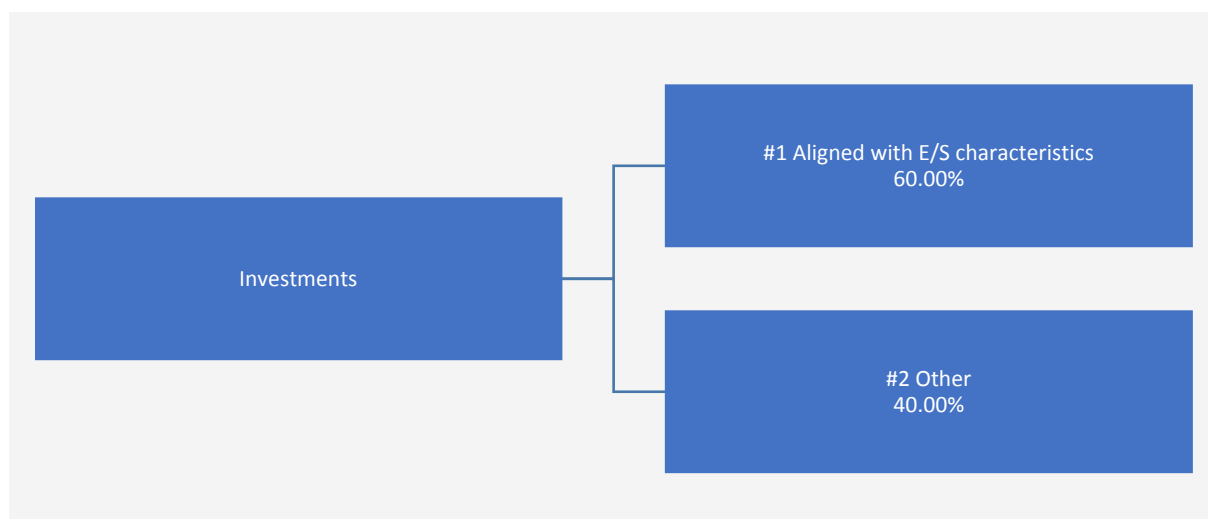 Investments
#1 Aligned with E/S characteristics
60.00%
#2 Other
40.00%